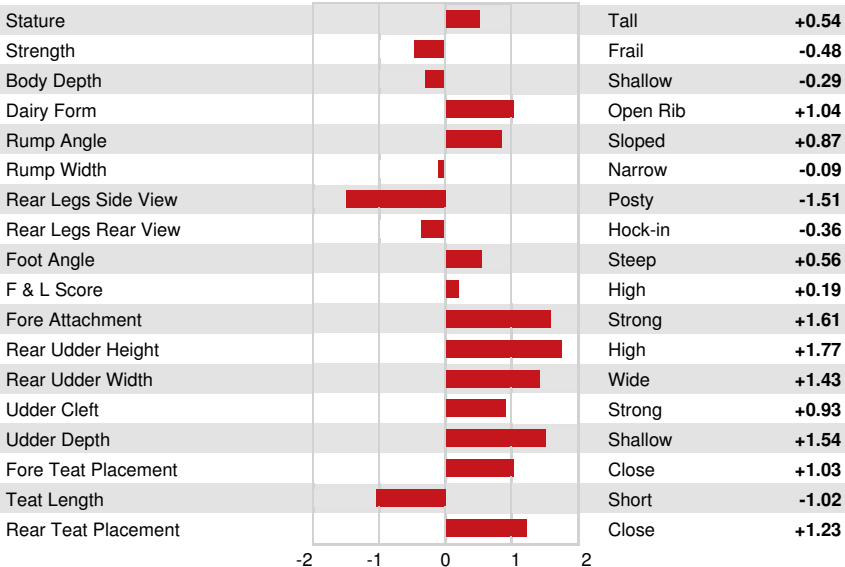 Stature Tall +0.54
Strength Frail -0.48
Body Depth Shallow -0.29
Dairy Form Open Rib +1.04
Rump Angle Sloped +0.87
Rump Width Narrow -0.09
Rear Legs Side View Posty -1.51
Rear Legs Rear View Hock-in -0.36
Foot Angle Steep +0.56
F & L Score High +0.19
Fore Attachment Strong +1.61
Rear Udder Height High +1.77
Rear Udder Width Wide +1.43
Udder Cleft Strong +0.93
Udder Depth Shallow +1.54
Fore Teat Placement Close +1.03
Teat Length Short -1.02
Rear Teat Placement Close +1.23
-2 -1 0 1 2